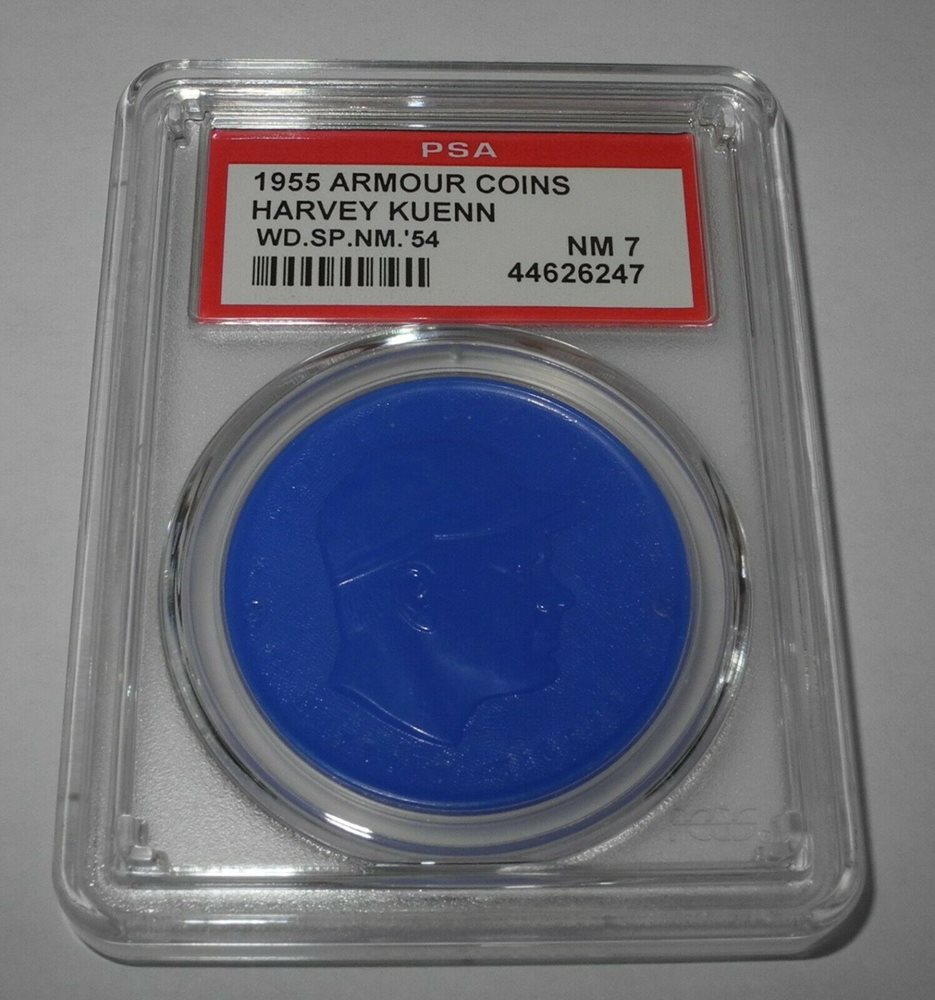 PSA
1955 ARMOUR COINS
HARVEY KUENN
WD.SP.NM.'54
NM 7
44626247